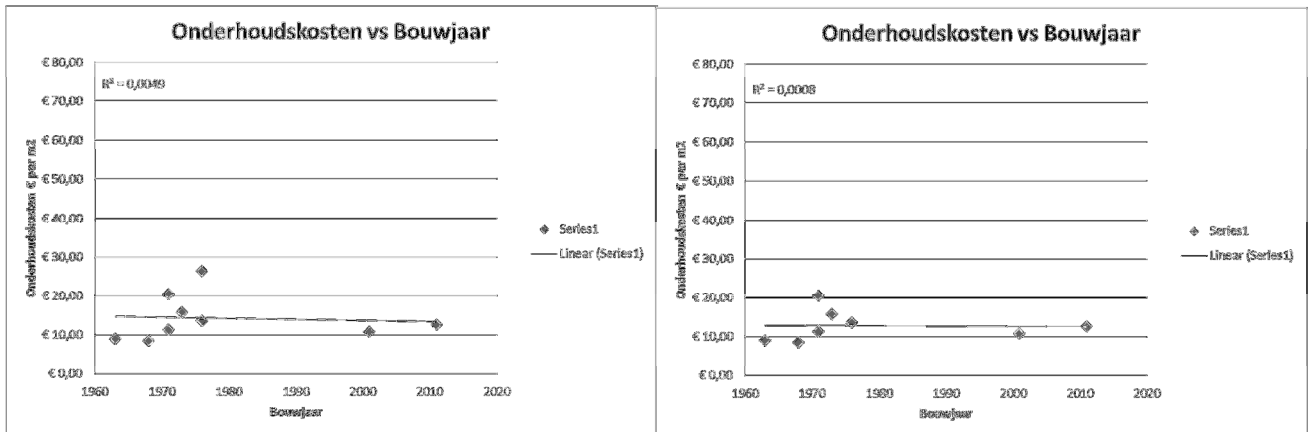 Onderhoudskosten vs Bouwjaar
Onderhoudskosten € per m2
€ 80,00
€ 70,00
€ 60,00
€ 50,00
€ 40,00
€ 30,00
€ 20,00
€ 10,00
€ 0,00
R² = 0,0049
1960 1970 1980 1990 2000 2010 2020
Bouwjaar
Series1
Linear (Series1)
Onderhoudskosten vs Bouwjaar
Onderhoudskosten € per m2
€ 80,00
€ 70,00
€ 60,00
€ 50,00
€ 40,00
€ 30,00
€ 20,00
€ 10,00
€ 0,00
R² = 0,0008
1960 1970 1980 1990 2000 2010 2020
Bouwjaar
Series1
Linear (Series1)